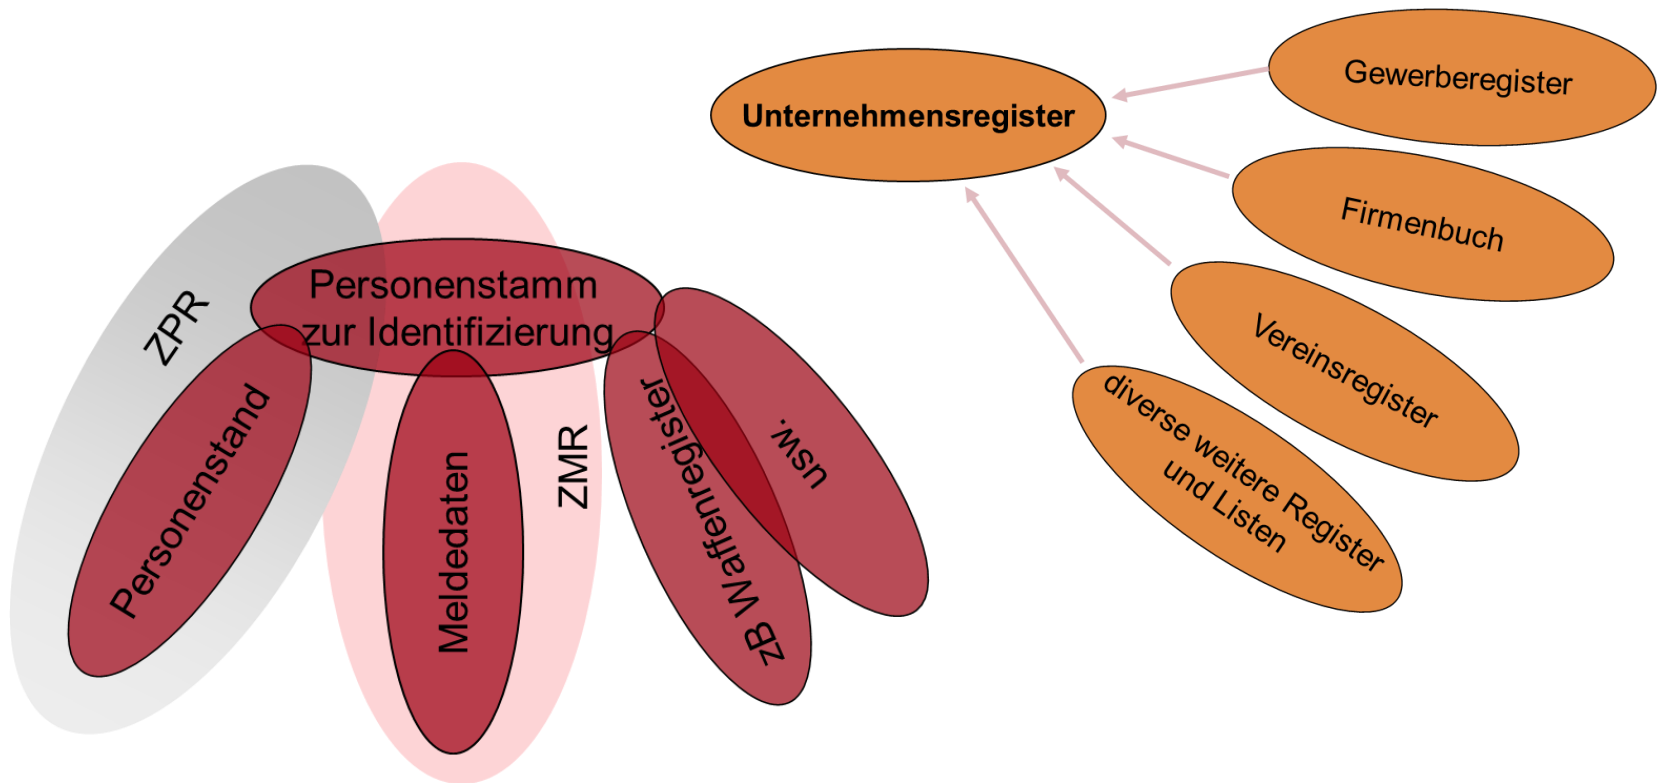 ZPR
Personenstamm
zur Identifizierung
Personenstand
Meldedaten
ZMR
zB Waffenregister
usw.
Unternehmensregister
Gewerberegister
Firmenbuch
Vereinsregister
diverse weitere Register
und Listen